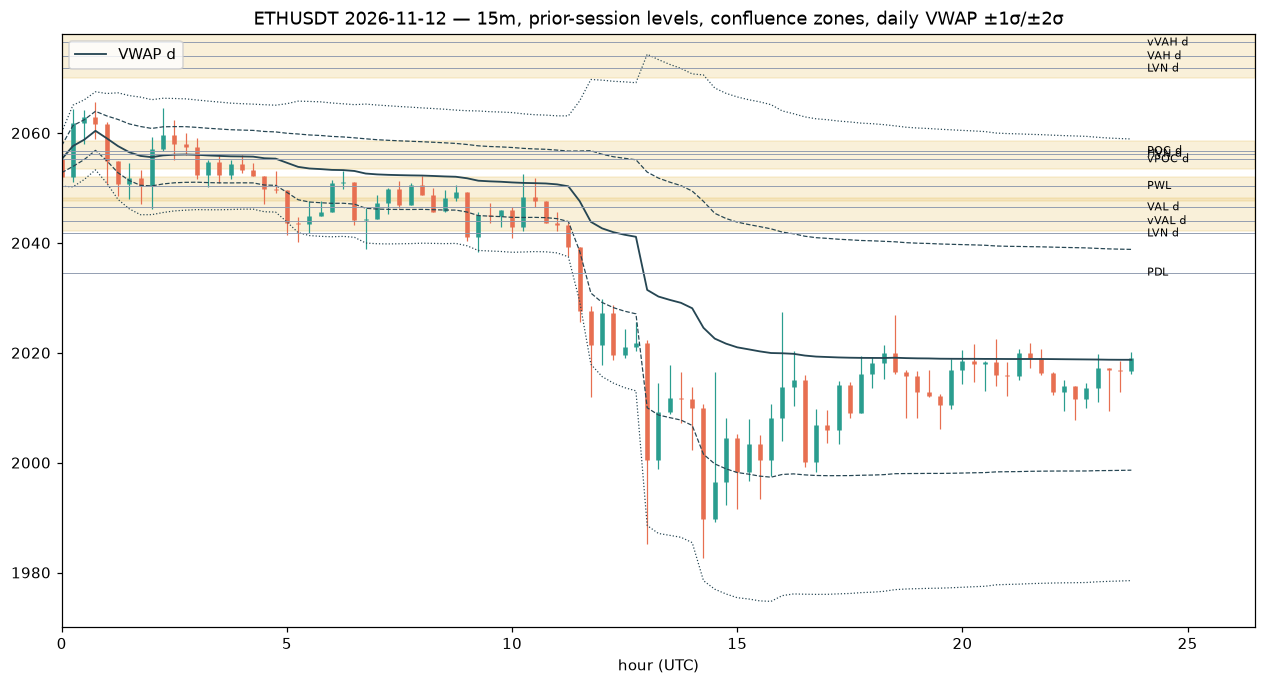 ETHUSDT 2026-11-12 — 15m, prior-session levels, confluence zones, daily VWAP ±1σ/±2σ
VWAP d
vVAH d
VAH d
LVN d
POC d
vPOC d
PWL
VAL d
vVAL d
LVN d
PDL
2060
2040
2020
2000
1980
0 5 10 15 20 25
hour (UTC)